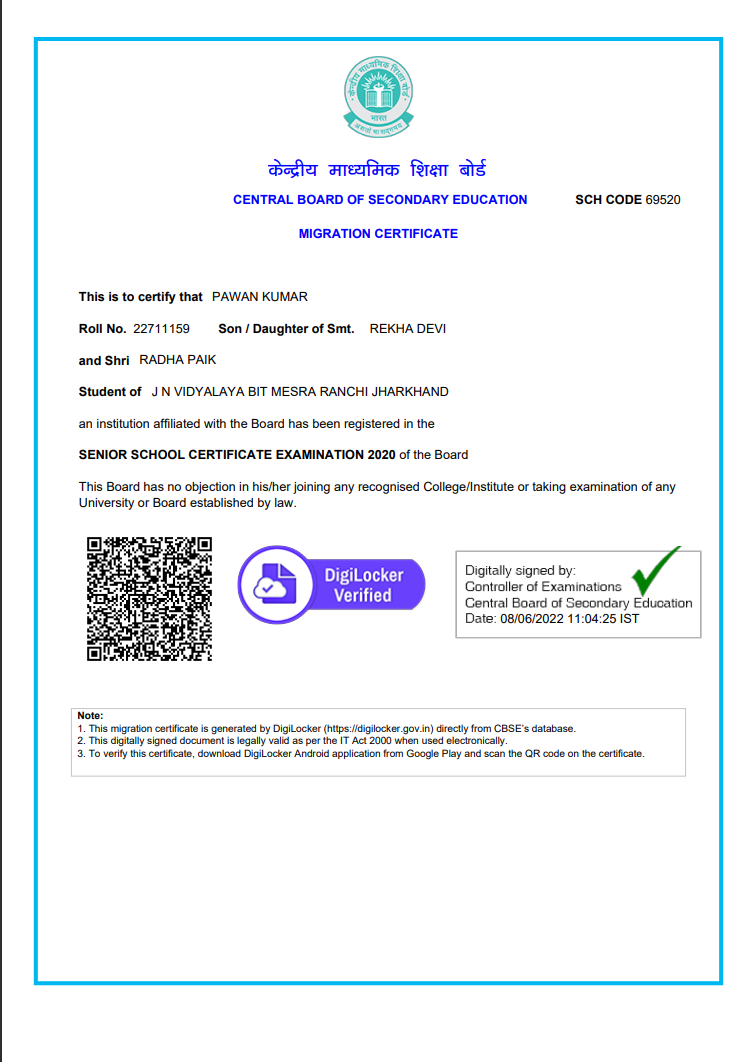 केन्द्रीय माध्यमिक शिक्षा बोर्ड
भारत
असतो मा सद्गमय
केन्द्रीय माध्यमिक शिक्षा बोर्ड
CENTRAL BOARD OF SECONDARY EDUCATION SCH CODE 69520
MIGRATION CERTIFICATE
This is to certify that PAWAN KUMAR
Roll No. 22711159 Son / Daughter of Smt. REKHA DEVI
and Shri RADHA PAIK
Student of J N VIDYALAYA BIT MESRA RANCHI JHARKHAND
an institution affiliated with the Board has been registered in the
SENIOR SCHOOL CERTIFICATE EXAMINATION 2020 of the Board
This Board has no objection in his/her joining any recognised College/Institute or taking examination of any
University or Board established by law.
DigiLocker
Verified
Digitally signed by:
Controller of Examinations
Central Board of Secondary Education
Date: 08/06/2022 11:04:25 IST
Note:
1. This migration certificate is generated by DigiLocker (https://digilocker.gov.in) directly from CBSE's database.
2. This digitally signed document is legally valid as per the IT Act 2000 when used electronically.
3. To verify this certificate, download DigiLocker Android application from Google Play and scan the QR code on the certificate.